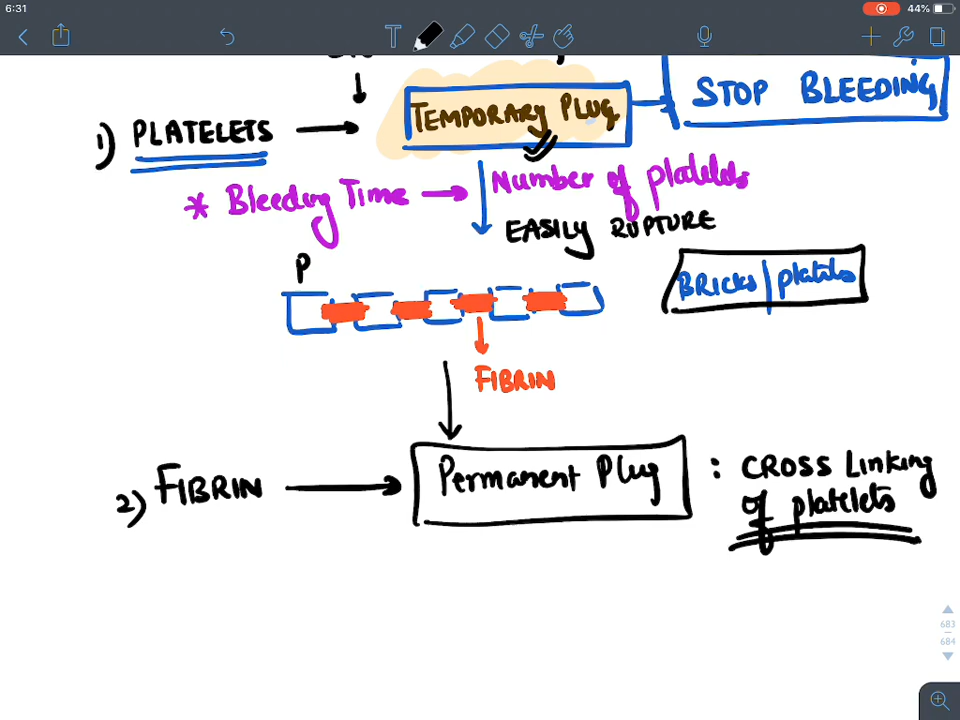 6:31
44%
T
STOP BLEEDING
TEMPORARY PLUG
1) PLATELETS
* Bleeding Time
Number of platelets
EASILY RUPTURE
P
BRICKS | platelets
FIBRIN
2) FIBRIN
Permanent Plug : CROSS Linking
of platelets
683
684